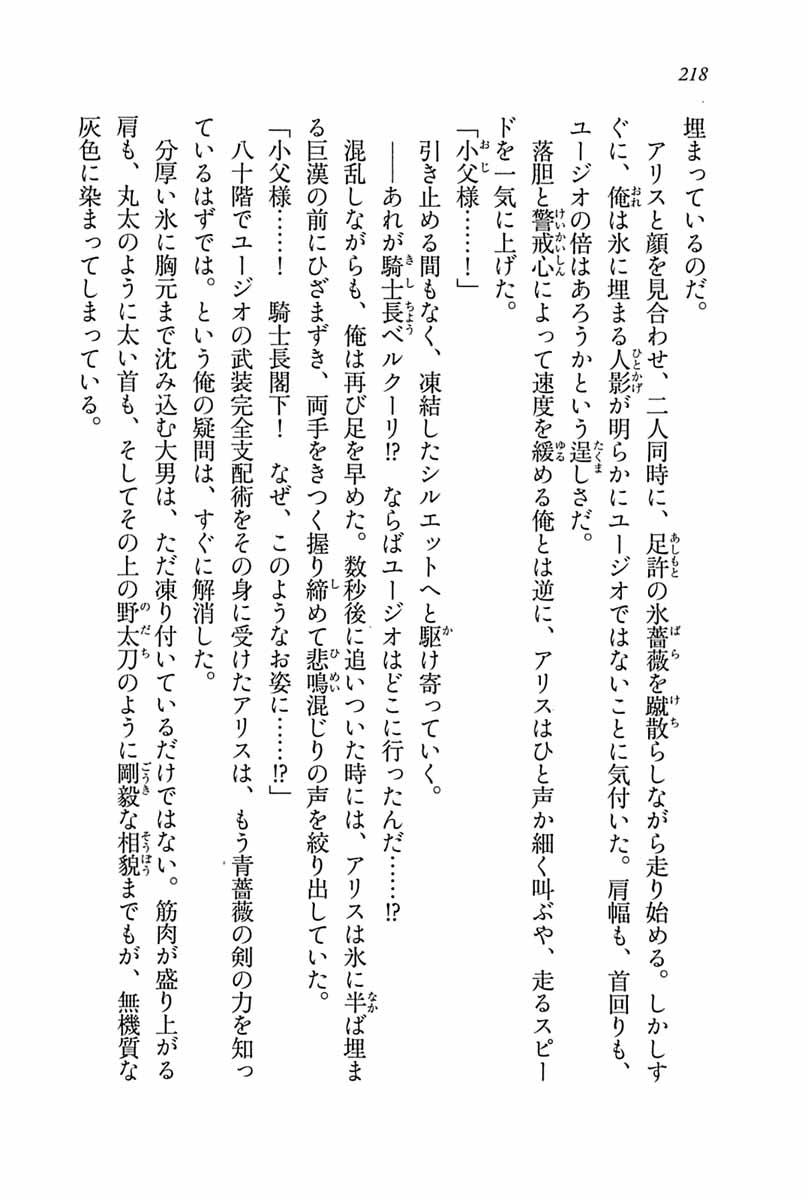 218
埋まっているのだ。
　アリスと顔を見合わせ、二人同時に、足許の氷薔薇を蹴散らしながら走り始める。しかしす
ぐに、俺は氷に埋まる人影が明らかにユージオではないことに気付いた。肩幅も、首回りも、
ユージオの倍はあろうかという逞しさだ。
　落胆と警戒心によって速度を緩める俺とは逆に、アリスはひと声か細く叫ぶや、走るスピー
ドを一気に上げた。
「小父様……！」
　引き止める間もなく、凍結したシルエットへと駆け寄っていく。
　――あれが騎士長ベルクーリ!?　ならばユージオはどこに行ったんだ……!?
　混乱しながらも、俺は再び足を早めた。数秒後に追いついた時には、アリスは氷に半ば埋ま
る巨漢の前にひざまずき、両手をきつく握り締めて悲鳴混じりの声を絞り出していた。
「小父様……！　騎士長閣下！　なぜ、このようなお姿に……!?」
　八十階でユージオの武装完全支配術をその身に受けたアリスは、もう青薔薇の剣の力を知っ
ているはずでは。という俺の疑問は、すぐに解消した。
　分厚い氷に胸元まで沈み込む大男は、ただ凍り付いているだけではない。筋肉が盛り上がる
肩も、丸太のように太い首も、そしてその上の野太刀のように剛毅な相貌までもが、無機質な
灰色に染まってしまっている。